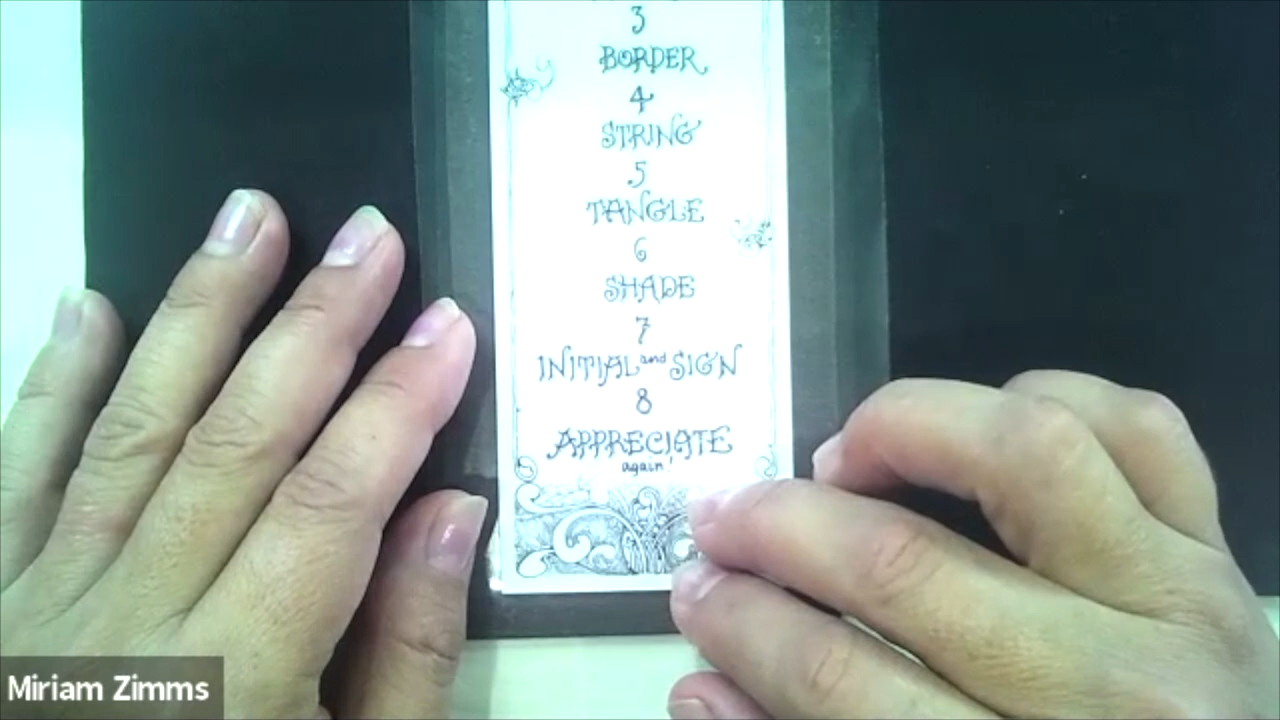 3
BORDER
4
STRING
5
TANGLE
6
SHADE
7
INITIAL and SIGN
8
APPRECIATE
again!
Miriam Zimms